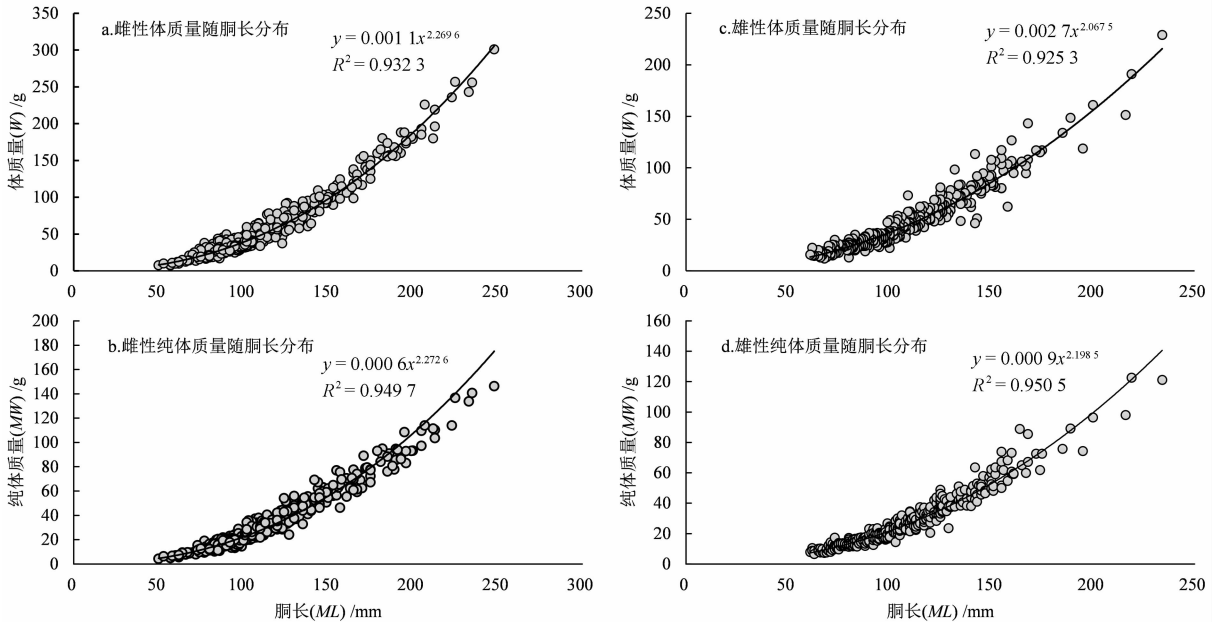 a.雌性体质量随胴长分布
y = 0.001 1x^2.269 6
R² = 0.932 3
体质量(W) /g
350
300
250
200
150
100
50
0
0 50 100 150 200 250 300
c.雄性体质量随胴长分布
y = 0.002 7x^2.067 5
R² = 0.925 3
体质量(W) /g
250
200
150
100
50
0
0 50 100 150 200 250
b.雌性纯体质量随胴长分布
y = 0.000 6x^2.272 6
R² = 0.949 7
纯体质量(MW) /g
200
180
160
140
120
100
80
60
40
20
0
0 50 100 150 200 250 300
胴长(ML) /mm
d.雄性纯体质量随胴长分布
y = 0.000 9x^2.198 5
R² = 0.950 5
纯体质量(MW) /g
160
140
120
100
80
60
40
20
0
0 50 100 150 200 250
胴长(ML) /mm